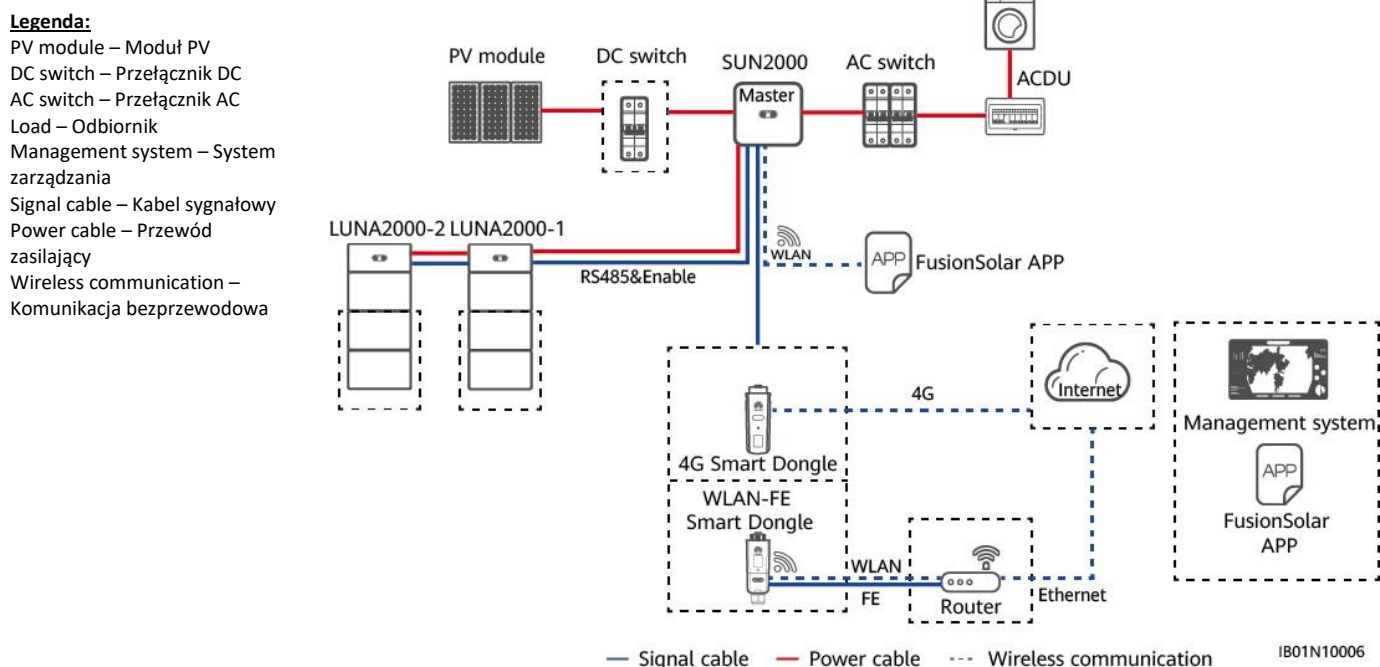 Legenda:
PV module – Moduł PV
DC switch – Przełącznik DC
AC switch – Przełącznik AC
Load – Odbiornik
Management system – System
zarządzania
Signal cable – Kabel sygnałowy
Power cable – Przewód
zasilający
Wireless communication –
Komunikacja bezprzewodowa
PV module
DC switch
SUN2000
AC switch
ACDU
Master
LUNA2000-2 LUNA2000-1
RS485&Enable
WLAN
APP
FusionSolar APP
4G
Internet
Management system
4G Smart Dongle
APP
FusionSolar
APP
WLAN-FE
Smart Dongle
WLAN
FE
Router
Ethernet
Signal cable
Power cable
Wireless communication
IB01N10006